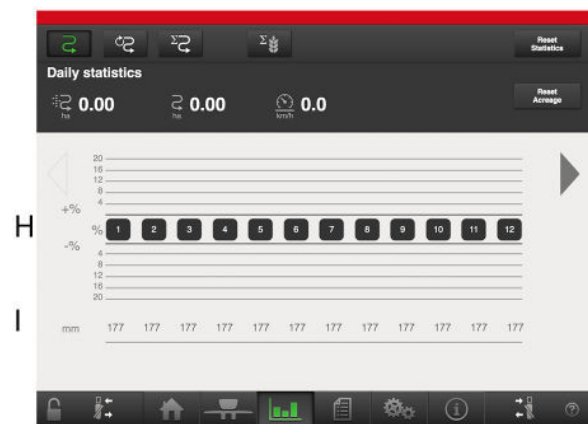 Reset
Statistics
Daily statistics
ha 0.00 ha 0.00 km/h 0.0
Reset
Acreage
20
16
12
8
4
+%
H % 1 2 3 4 5 6 7 8 9 10 11 12
-%
4
8
12
16
20
I mm 177 177 177 177 177 177 177 177 177 177 177 177